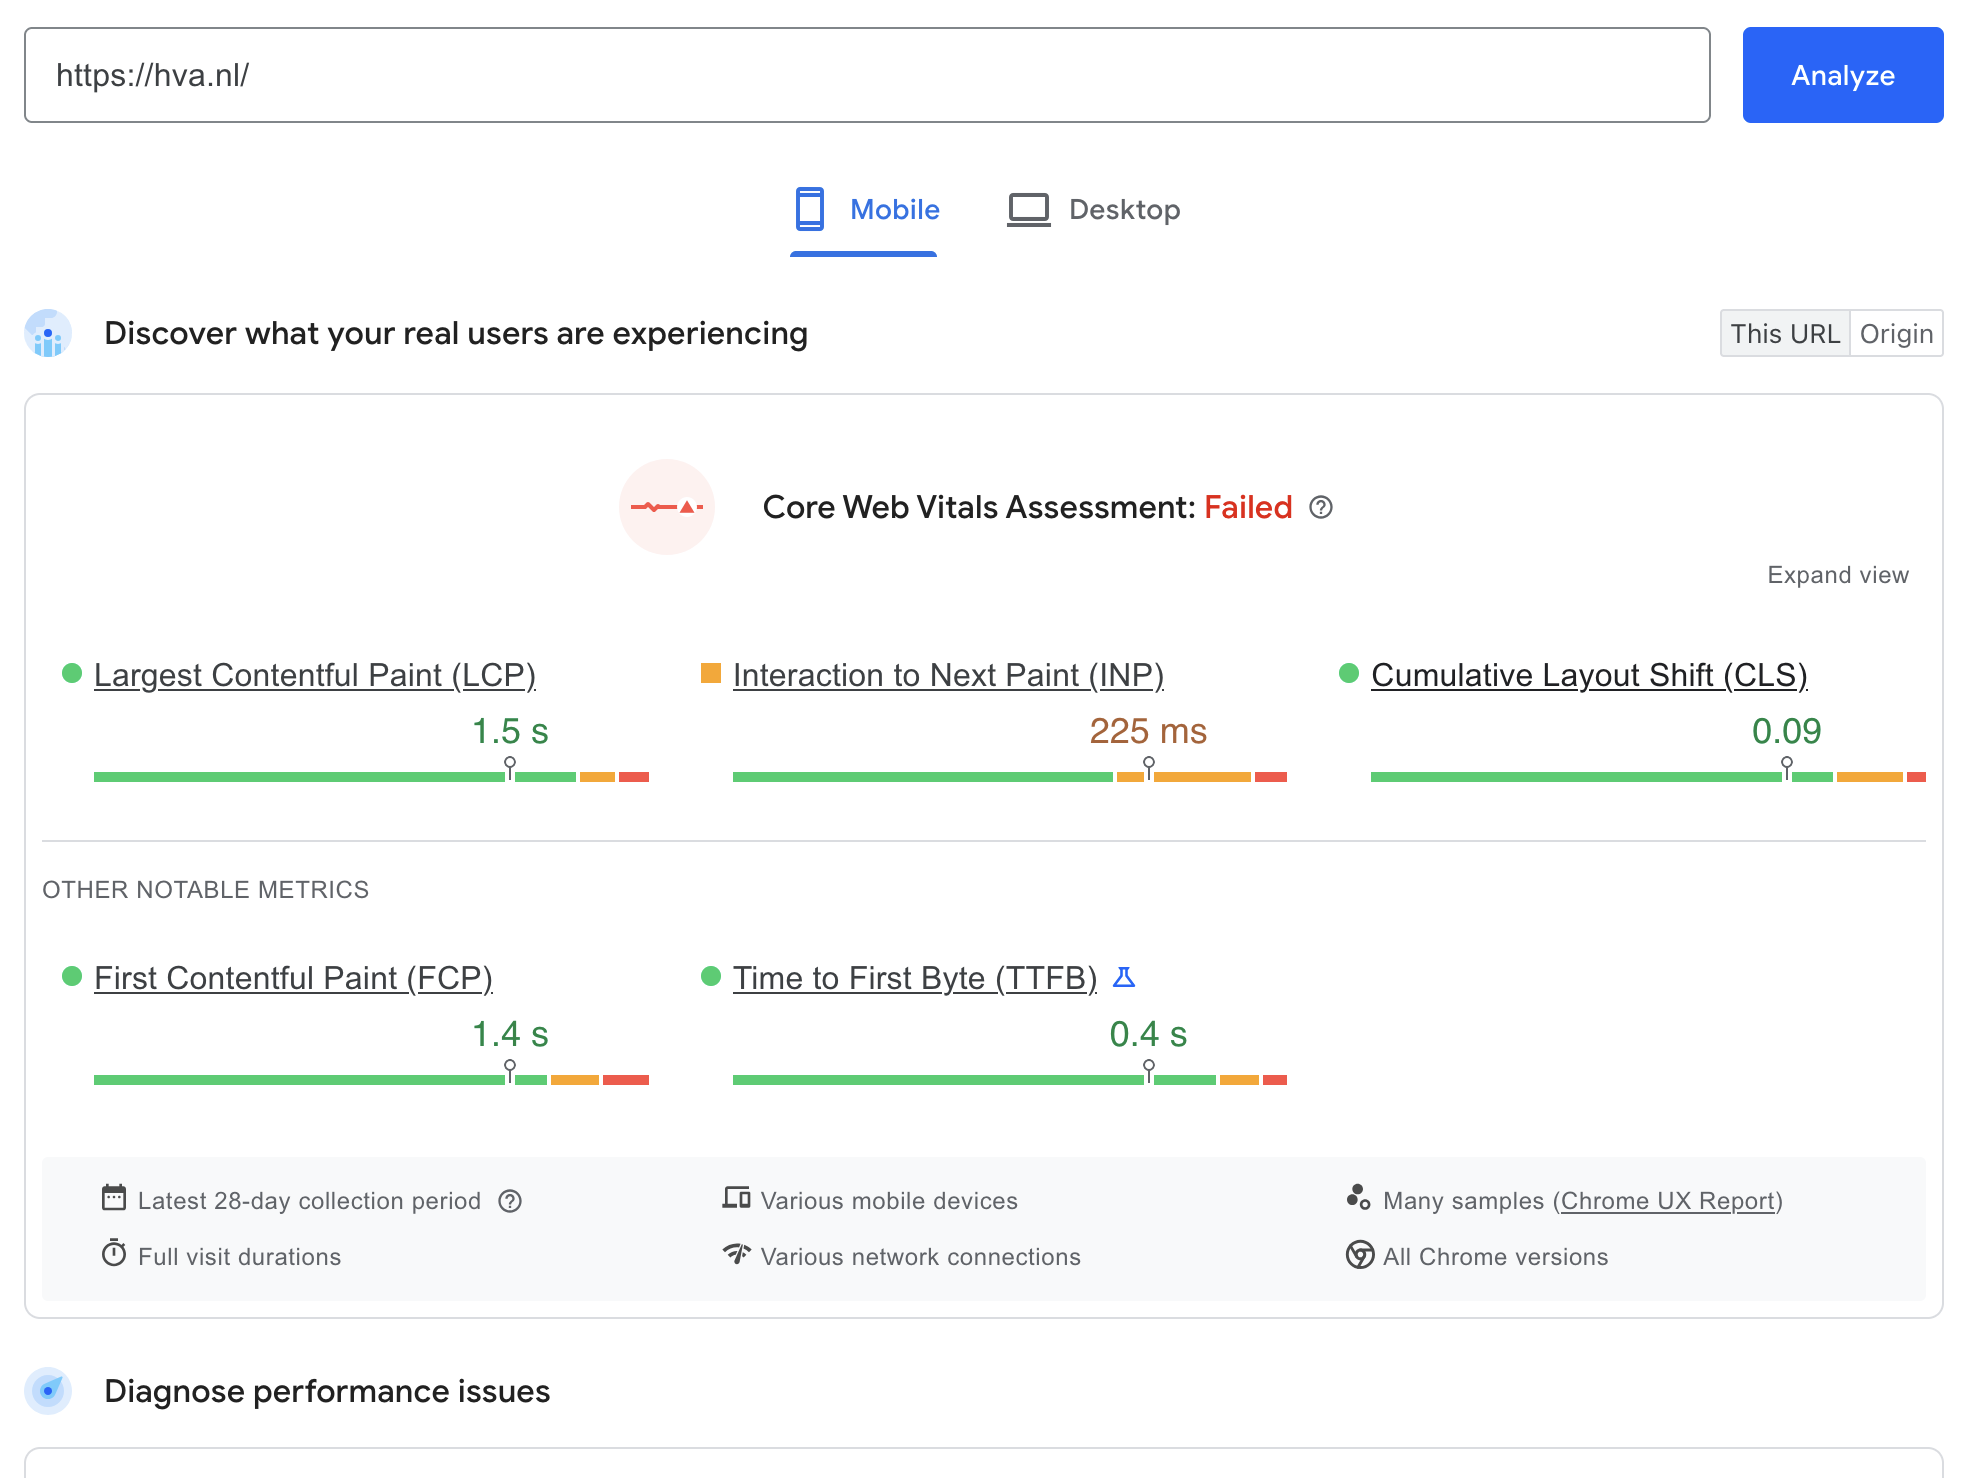 https://hva.nl/
Analyze
Mobile
Desktop
Discover what your real users are experiencing
This URL
Origin
Core Web Vitals Assessment: Failed
Expand view
Largest Contentful Paint (LCP)
1.5 s
Interaction to Next Paint (INP)
225 ms
Cumulative Layout Shift (CLS)
0.09
OTHER NOTABLE METRICS
First Contentful Paint (FCP)
1.4 s
Time to First Byte (TTFB)
0.4 s
Latest 28-day collection period
Various mobile devices
Many samples (Chrome UX Report)
Full visit durations
Various network connections
All Chrome versions
Diagnose performance issues